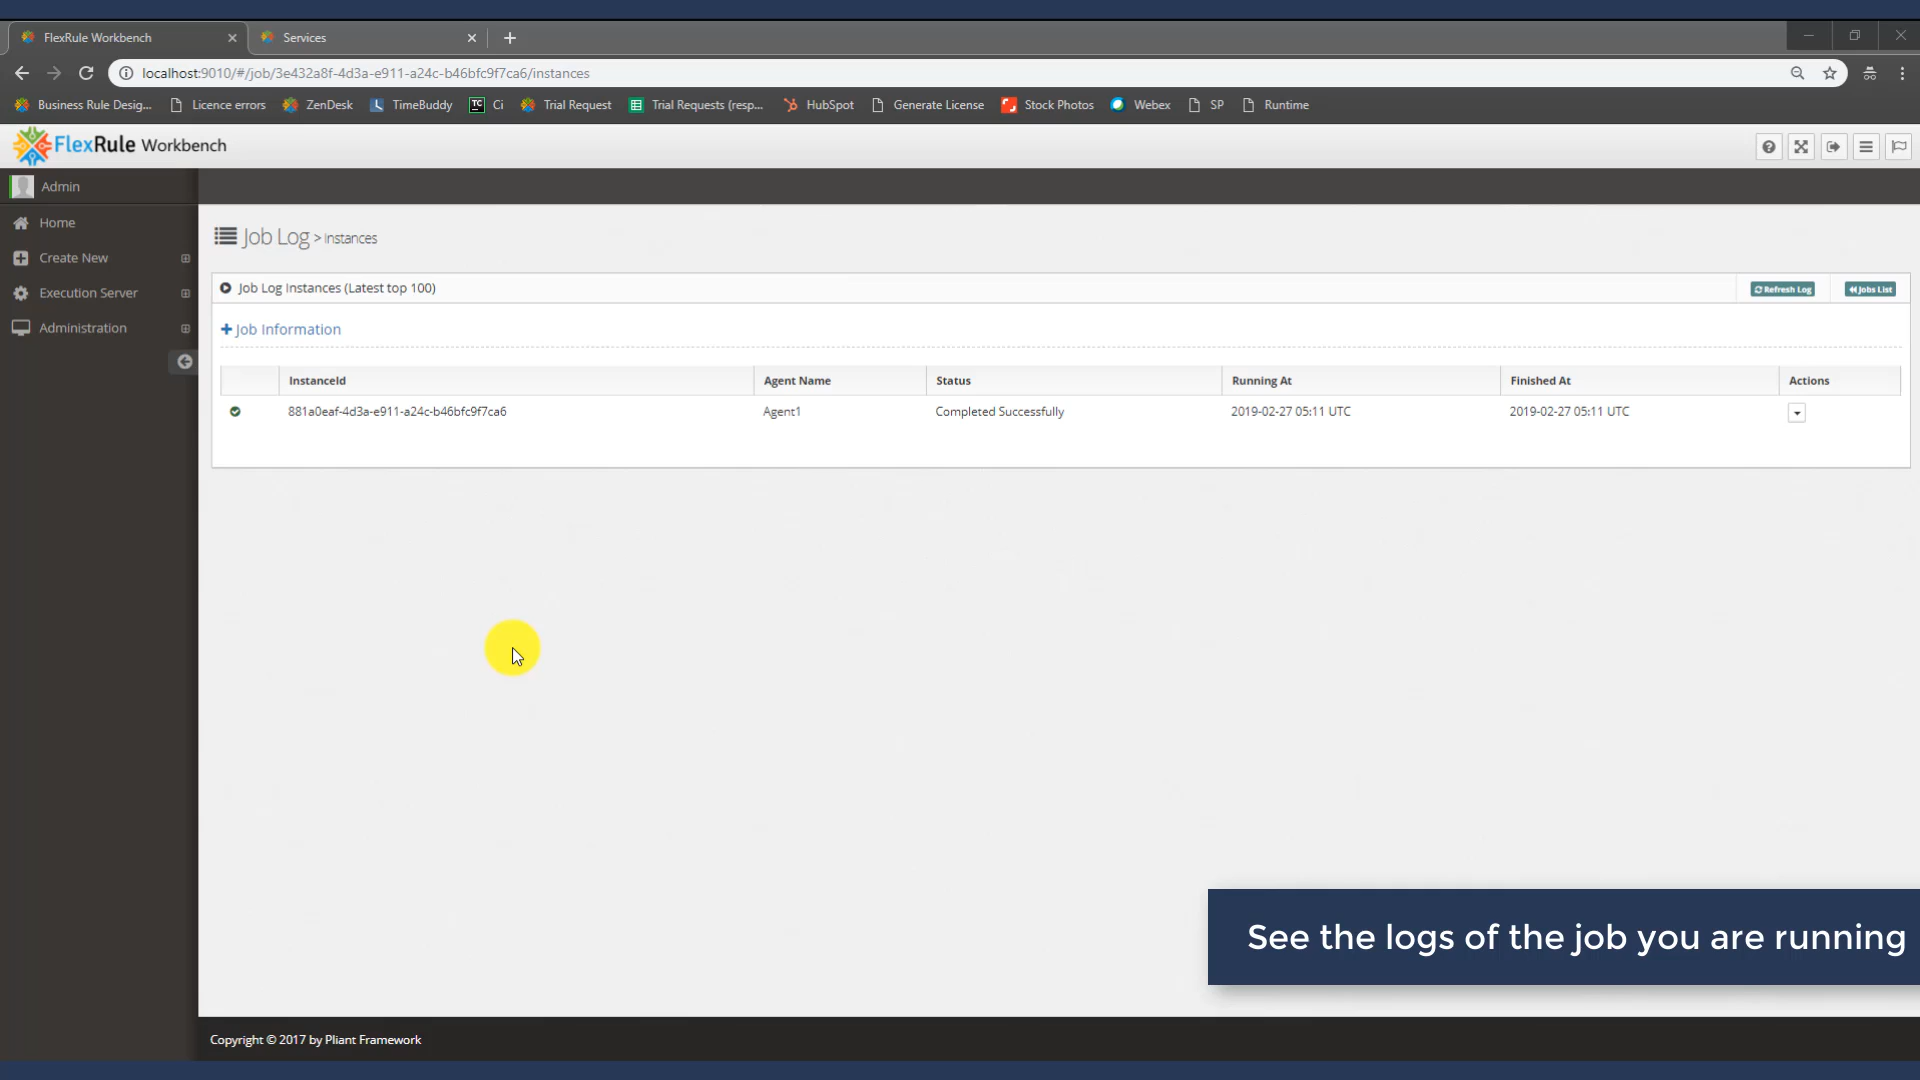 FlexRule Workbench
Services
localhost:9010/#/job/3e432a8f-4d3a-e911-a24c-b46bfc9f7ca6/instances
Business Rule Desig... Licence errors ZenDesk TimeBuddy TC Ci Trial Request Trial Requests (resp... HubSpot Generate License Stock Photos Webex SP Runtime
FlexRule Workbench
Admin
Home
Create New
Execution Server
Administration
Job Log > Instances
Job Log Instances (Latest top 100) Refresh Log Jobs List
Job Information
InstanceId Agent Name Status Running At Finished At Actions
881a0eaf-4d3a-e911-a24c-b46bfc9f7ca6 Agent1 Completed Successfully 2019-02-27 05:11 UTC 2019-02-27 05:11 UTC
See the logs of the job you are running
Copyright © 2017 by Pliant Framework